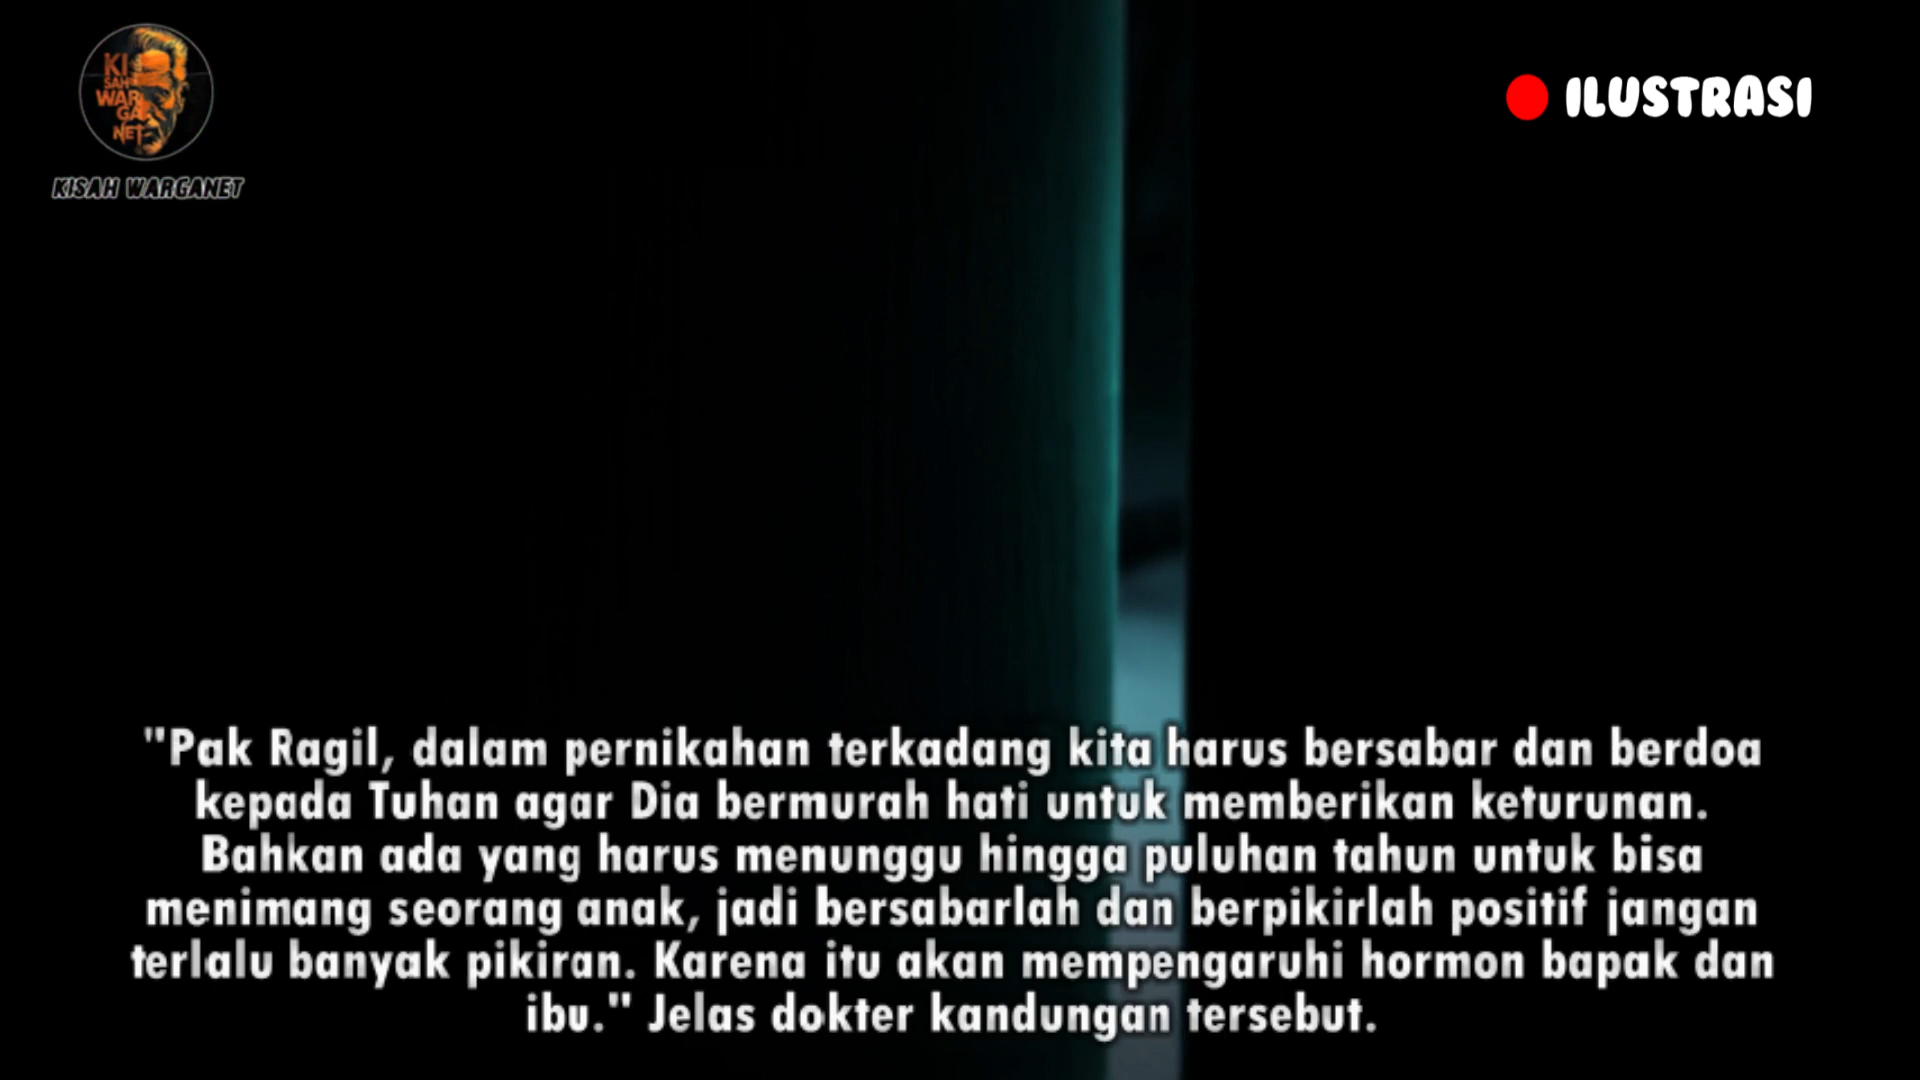 KI
SAH
WAR
GA
NET
KISAH WARGANET
ILUSTRASI
"Pak Ragil, dalam pernikahan terkadang kita harus bersabar dan berdoa
kepada Tuhan agar Dia bermurah hati untuk memberikan keturunan.
Bahkan ada yang harus menunggu hingga puluhan tahun untuk bisa
menimang seorang anak, jadi bersabarlah dan berpikirlah positif jangan
terlalu banyak pikiran. Karena itu akan mempengaruhi hormon bapak dan
ibu." Jelas dokter kandungan tersebut.